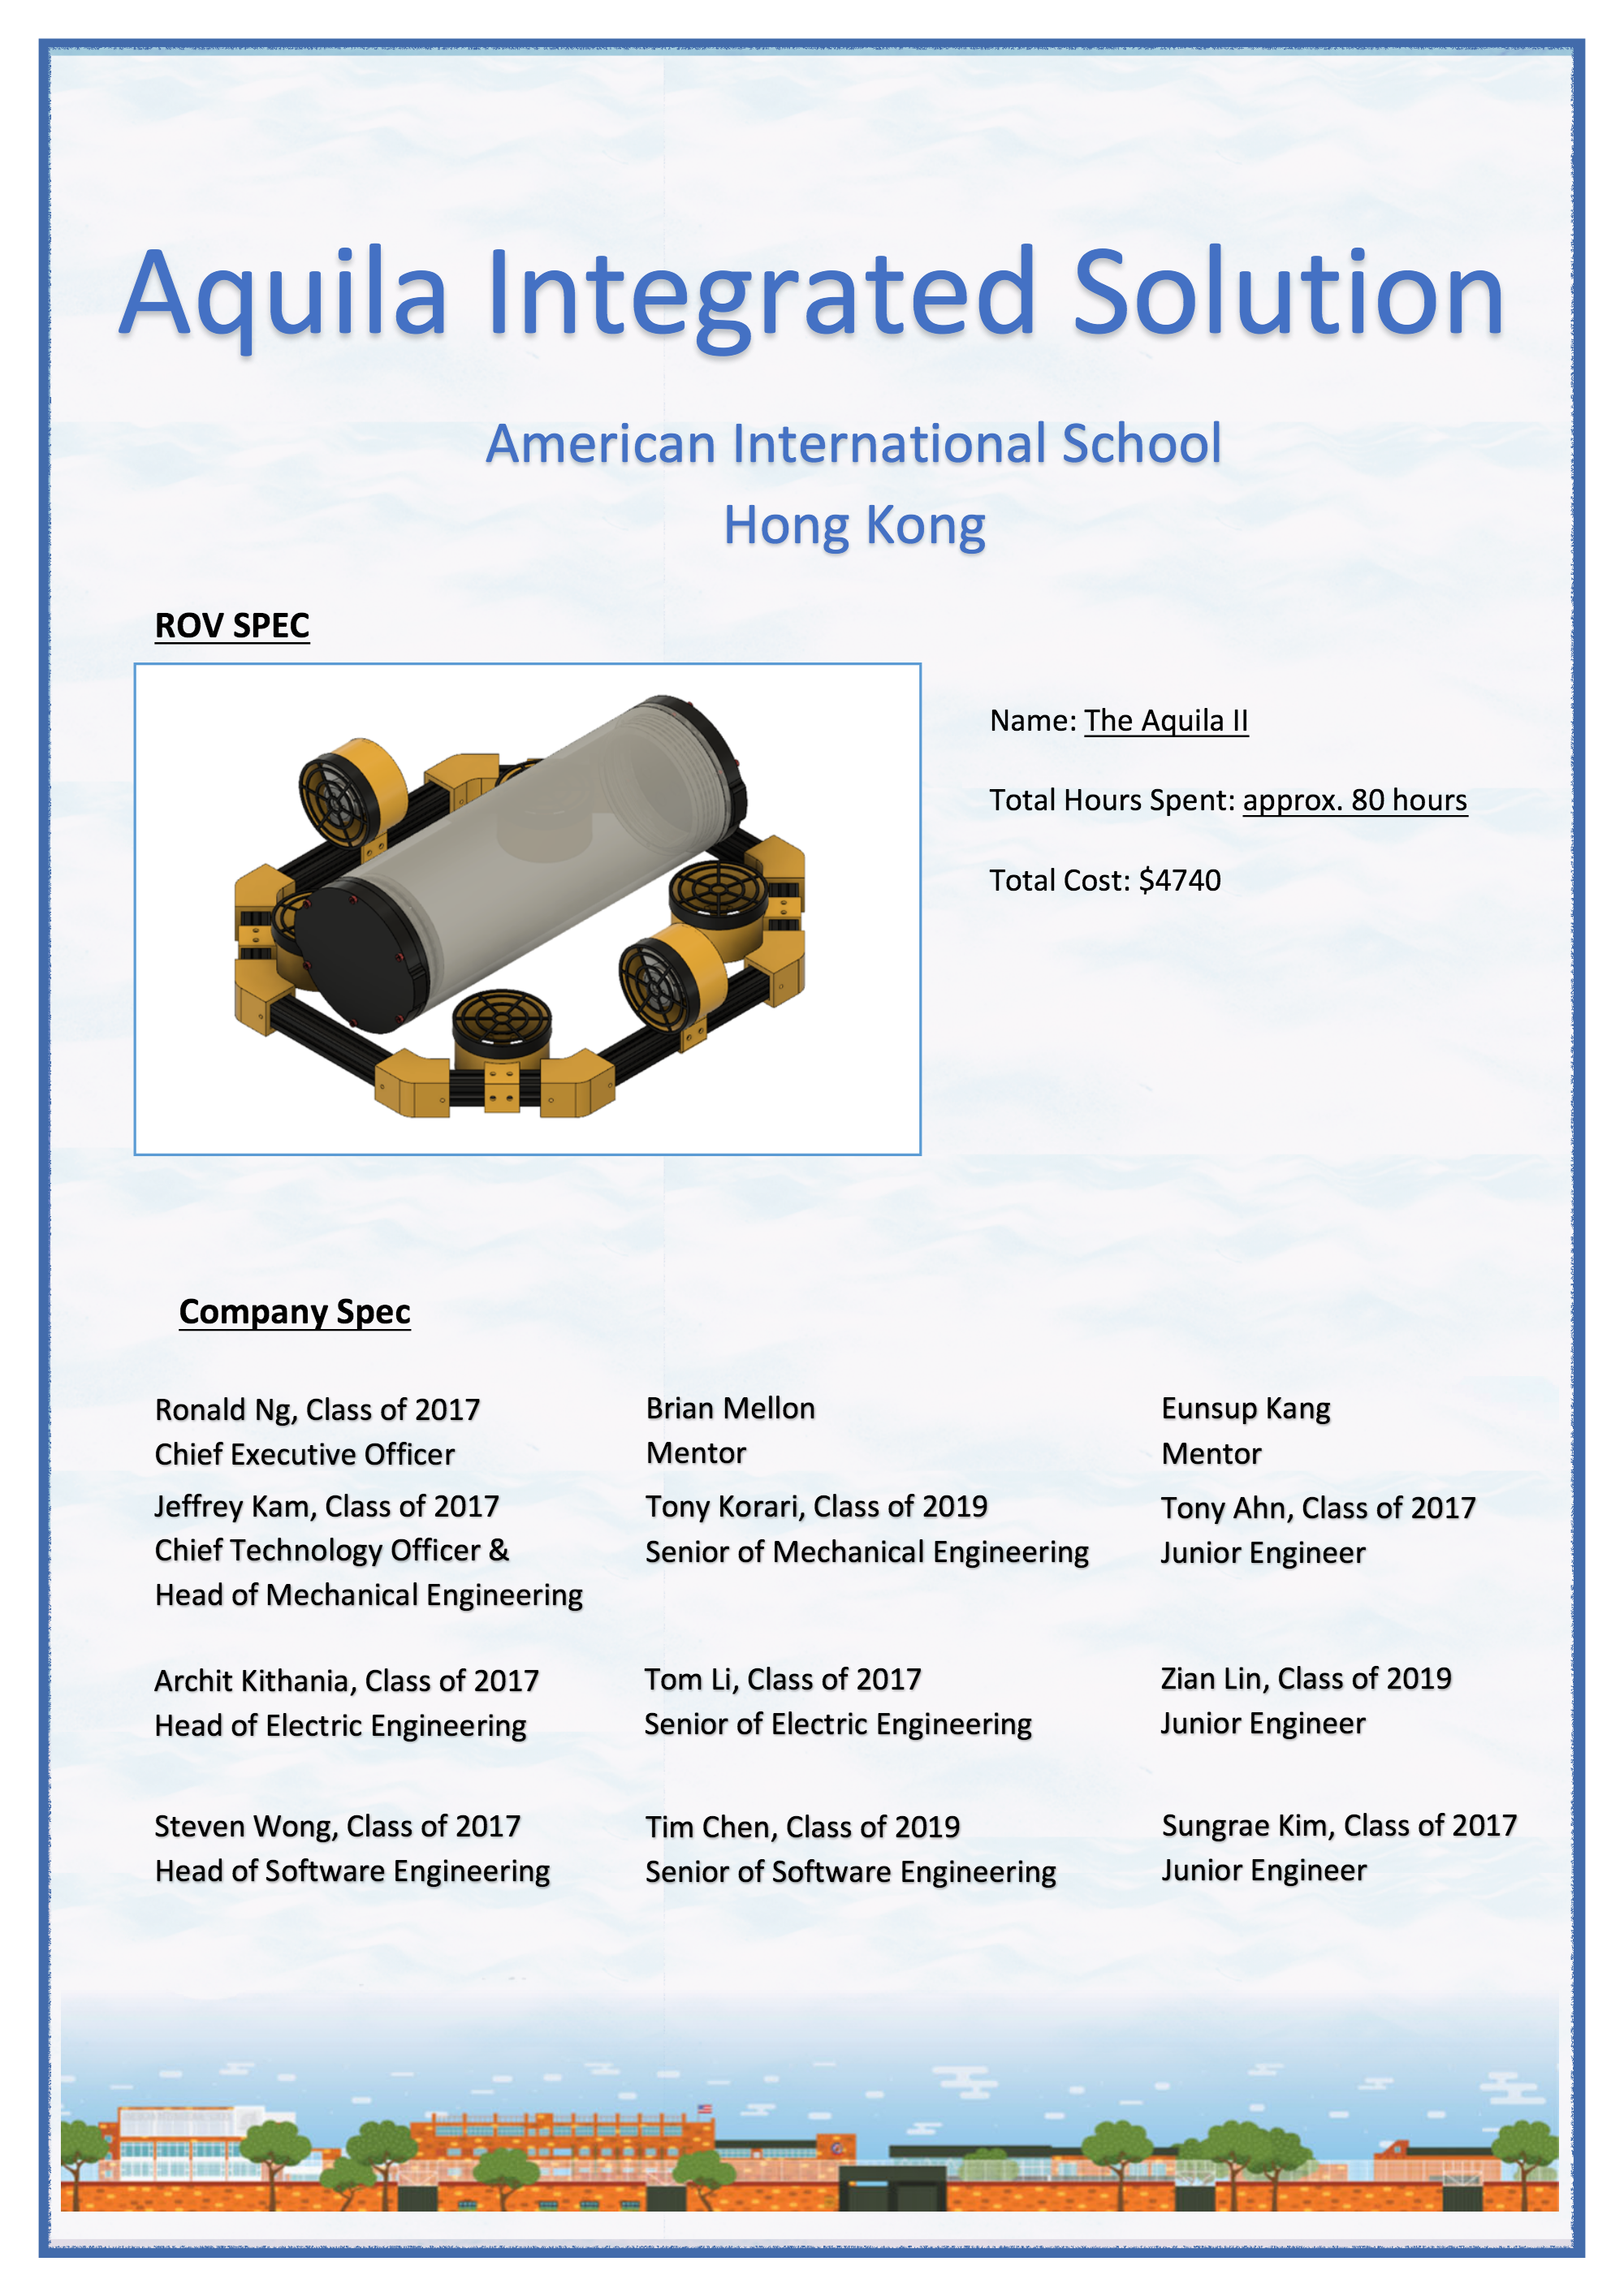 Aquila Integrated Solution
American International School
Hong Kong
ROV SPEC
Name: The Aquila II
Total Hours Spent: approx. 80 hours
Total Cost: $4740
Company Spec
Ronald Ng, Class of 2017
Chief Executive Officer
Brian Mellon
Mentor
Eunsup Kang
Mentor
Jeffrey Kam, Class of 2017
Chief Technology Officer &
Head of Mechanical Engineering
Tony Korari, Class of 2019
Senior of Mechanical Engineering
Tony Ahn, Class of 2017
Junior Engineer
Archit Kithania, Class of 2017
Head of Electric Engineering
Tom Li, Class of 2017
Senior of Electric Engineering
Zian Lin, Class of 2019
Junior Engineer
Steven Wong, Class of 2017
Head of Software Engineering
Tim Chen, Class of 2019
Senior of Software Engineering
Sungrae Kim, Class of 2017
Junior Engineer